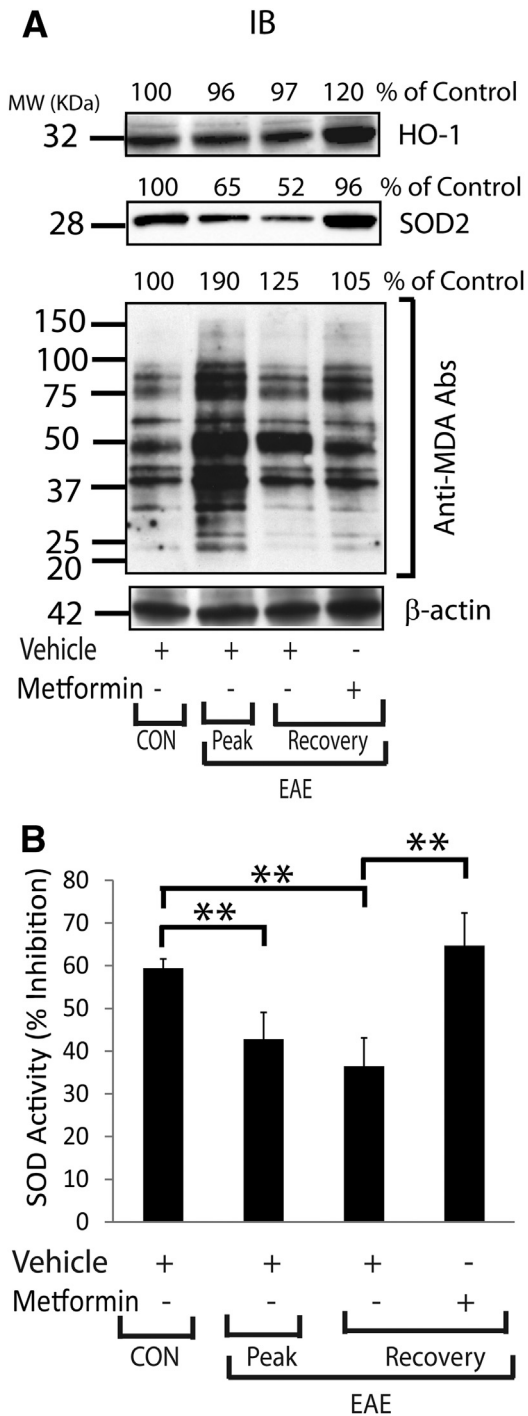 A
IB
MW (KDa)
100 96 97 120 % of Control
32 HO-1
100 65 52 96 % of Control
28 SOD2
100 190 125 105 % of Control
150
100
75
50
37
25
20
Anti-MDA Abs
42 β-actin
Vehicle + + + -
Metformin - - - +
CON Peak Recovery
EAE
B
** ** **
SOD Activity (% Inhibition)
80
70
60
50
40
30
20
10
0
Vehicle + + + -
Metformin - - - +
CON Peak Recovery
EAE